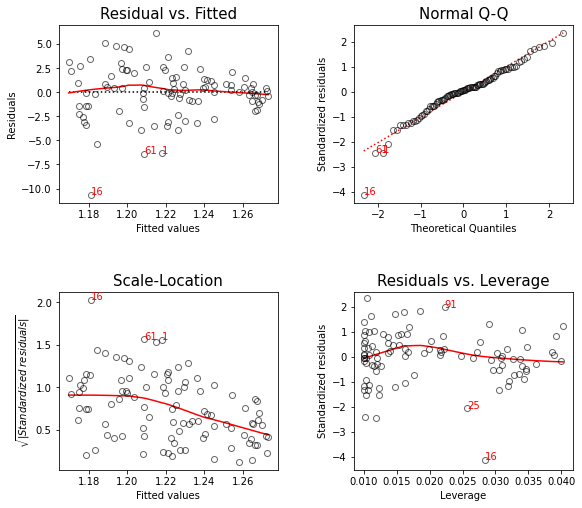 Residual vs. Fitted
Residuals
5.0
2.5
0.0
−2.5
−5.0
−7.5
−10.0
61
1
16
1.18 1.20 1.22 1.24 1.26
Fitted values
Normal Q-Q
Standardized residuals
2
1
0
−1
−2
−3
−4
61
1
16
−2 −1 0 1 2
Theoretical Quantiles
Scale-Location
√|Standardized residuals|
2.0
1.5
1.0
0.5
16
61
1
1.18 1.20 1.22 1.24 1.26
Fitted values
Residuals vs. Leverage
Standardized residuals
2
1
0
−1
−2
−3
−4
91
25
16
0.010 0.015 0.020 0.025 0.030 0.035 0.040
Leverage